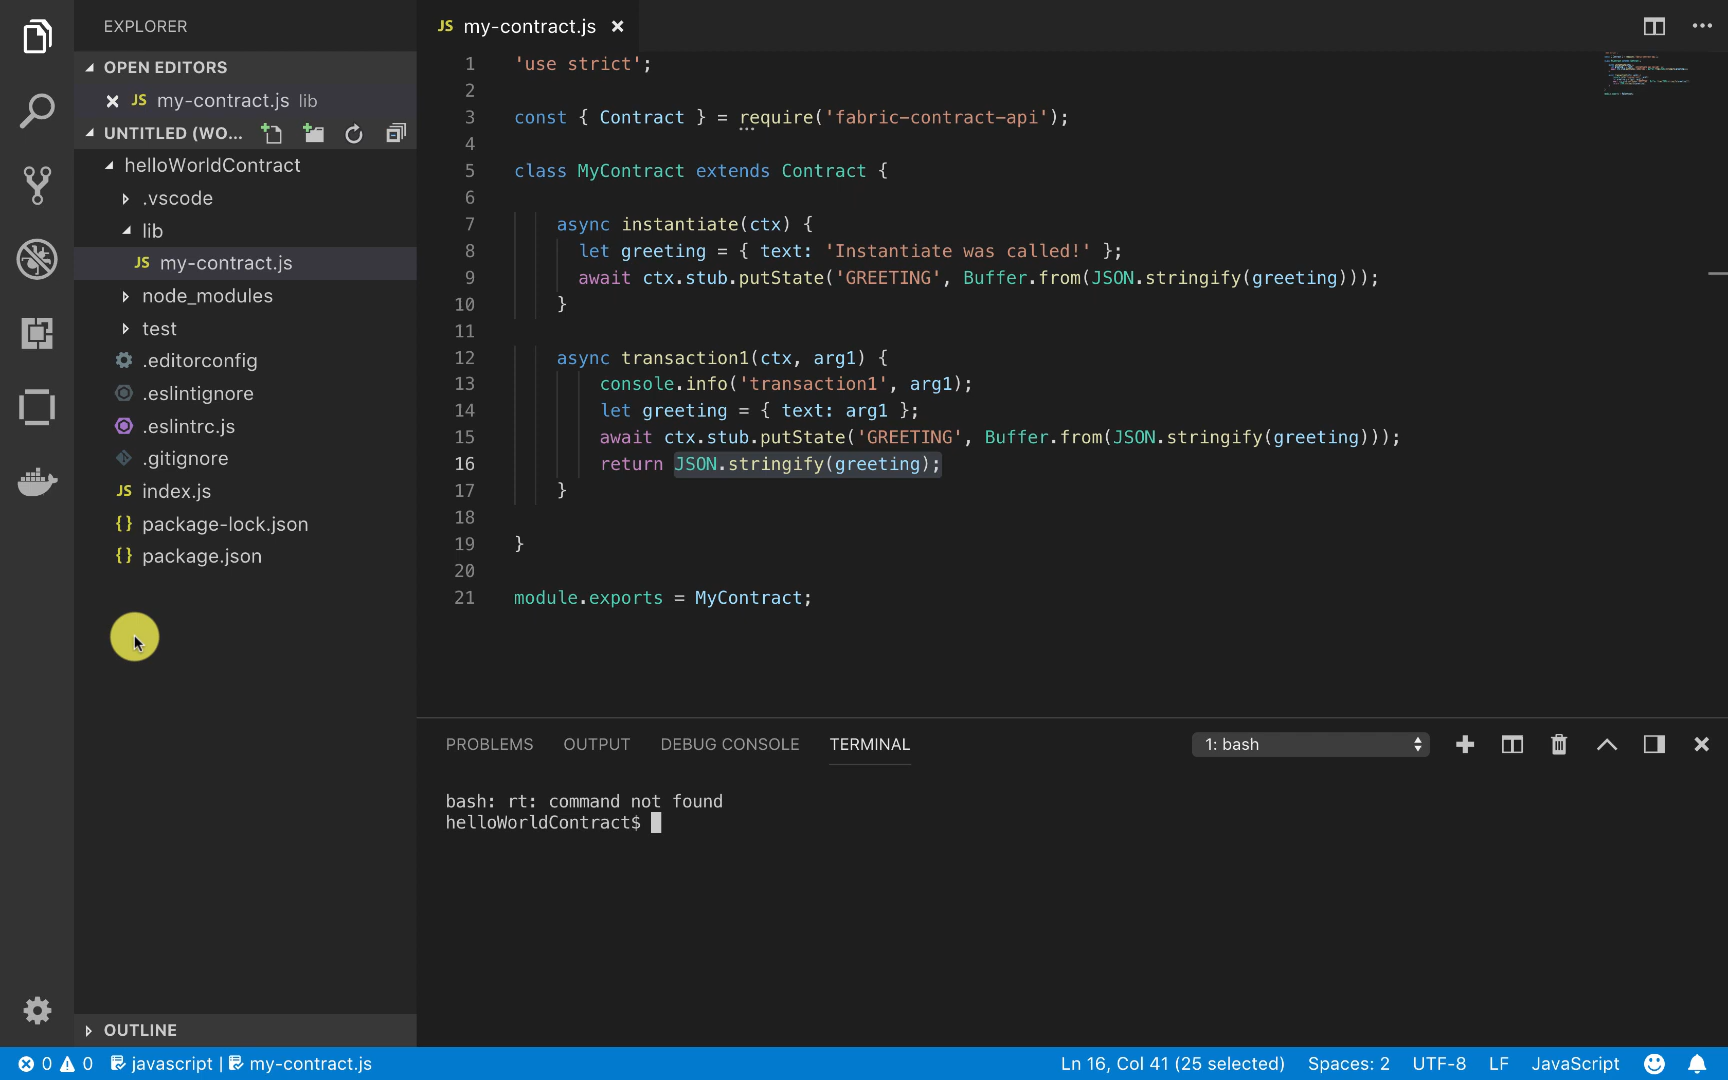 EXPLORER
OPEN EDITORS
JS my-contract.js lib
UNTITLED (WO...
helloWorldContract
.vscode
lib
JS my-contract.js
node_modules
test
.editorconfig
.eslintignore
.eslintrc.js
.gitignore
JS index.js
{} package-lock.json
{} package.json
OUTLINE
JS my-contract.js
1 'use strict';
2
3 const { Contract } = require('fabric-contract-api');
4
5 class MyContract extends Contract {
6
7 async instantiate(ctx) {
8 let greeting = { text: 'Instantiate was called!' };
9 await ctx.stub.putState('GREETING', Buffer.from(JSON.stringify(greeting)));
10 }
11
12 async transaction1(ctx, arg1) {
13 console.info('transaction1', arg1);
14 let greeting = { text: arg1 };
15 await ctx.stub.putState('GREETING', Buffer.from(JSON.stringify(greeting)));
16 return JSON.stringify(greeting);
17 }
18
19 }
20
21 module.exports = MyContract;
PROBLEMS OUTPUT DEBUG CONSOLE TERMINAL 1: bash
bash: rt: command not found
helloWorldContract$
0 0 javascript | my-contract.js Ln 16, Col 41 (25 selected) Spaces: 2 UTF-8 LF JavaScript